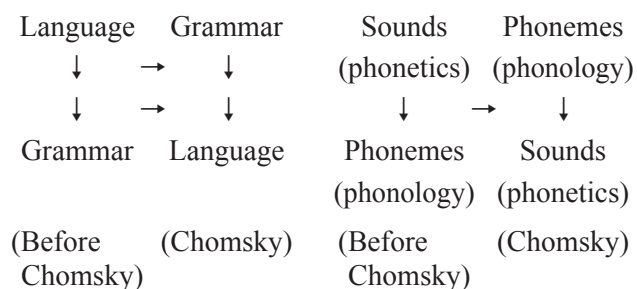 Language Grammar Sounds Phonemes
(phonetics) (phonology)
Grammar Language Phonemes Sounds
(phonology) (phonetics)
(Before (Chomsky) (Before (Chomsky)
Chomsky) Chomsky)